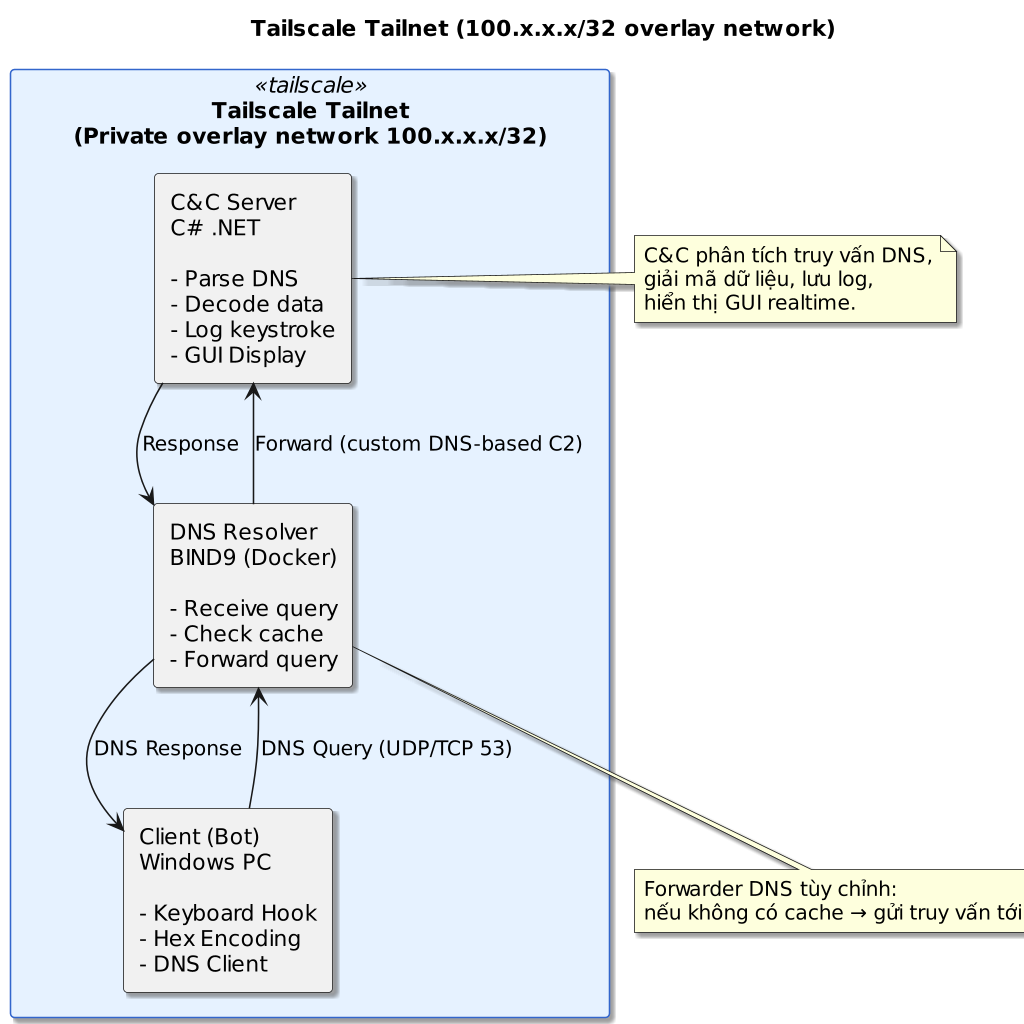 Tailscale Tailnet (100.x.x.x/32 overlay network)
«tailscale»
Tailscale Tailnet
(Private overlay network 100.x.x.x/32)
C&C Server
C# .NET
- Parse DNS
- Decode data
- Log keystroke
- GUI Display
C&C phân tích truy vấn DNS,
giải mã dữ liệu, lưu log,
hiển thị GUI realtime.
Response
Forward (custom DNS-based C2)
DNS Resolver
BIND9 (Docker)
- Receive query
- Check cache
- Forward query
DNS Response
DNS Query (UDP/TCP 53)
Client (Bot)
Windows PC
- Keyboard Hook
- Hex Encoding
- DNS Client
Forwarder DNS tùy chỉnh:
nếu không có cache → gửi truy vấn tới